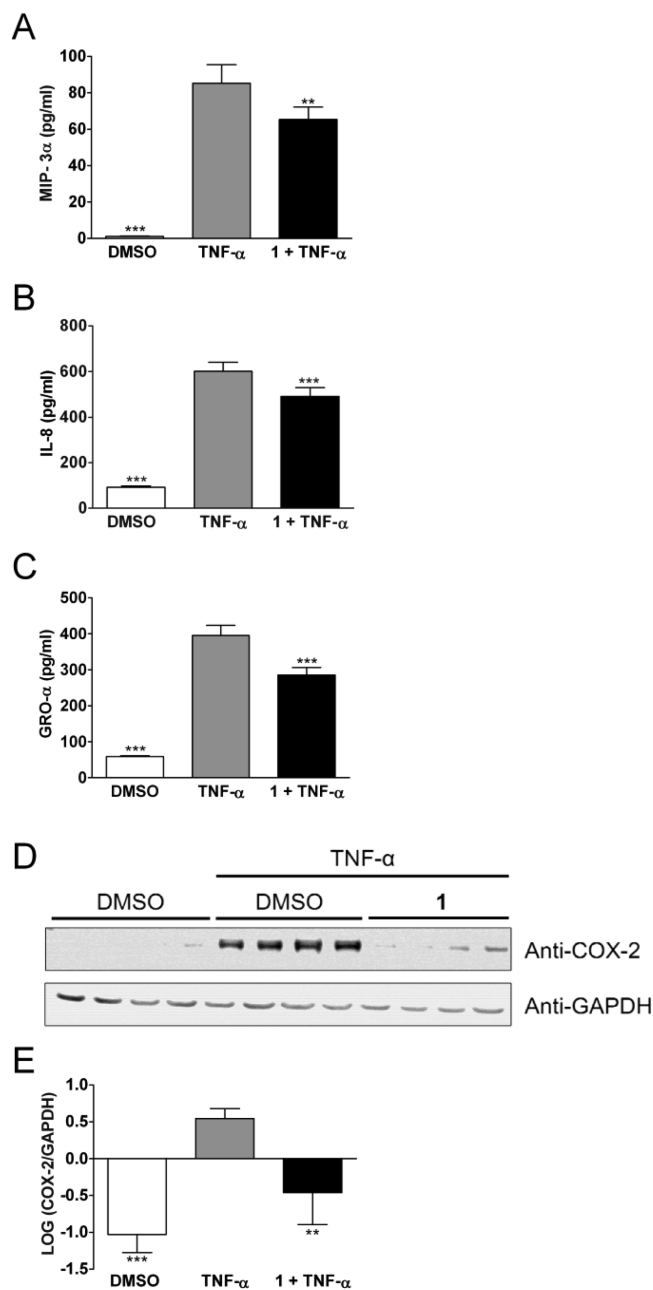 A
MIP- 3α (pg/ml)
100
80
60
40
20
0
***
**
DMSO
TNF-α
1 + TNF-α
B
IL-8 (pg/ml)
800
600
400
200
0
***
***
DMSO
TNF-α
1 + TNF-α
C
GRO-α (pg/ml)
500
400
300
200
100
0
***
***
DMSO
TNF-α
1 + TNF-α
D
TNF-α
DMSO
DMSO
1
Anti-COX-2
Anti-GAPDH
E
LOG (COX-2/GAPDH)
1.0
0.5
0.0
-0.5
-1.0
-1.5
***
**
DMSO
TNF-α
1 + TNF-α